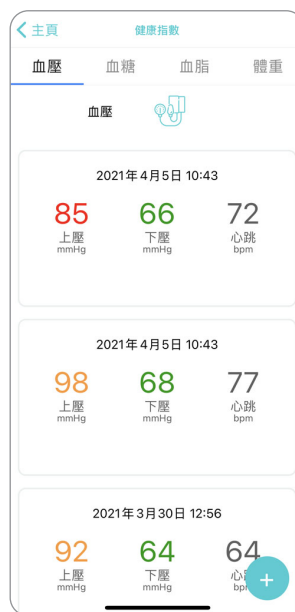 主頁
健康指數
血壓 血糖 血脂 體重
血壓
2021年4月5日 10:43
85 66 72
上壓 下壓 心跳
mmHg mmHg bpm
2021年4月5日 10:43
98 68 77
上壓 下壓 心跳
mmHg mmHg bpm
2021年3月30日 12:56
92 64 64
上壓 下壓
mmHg mmHg
+